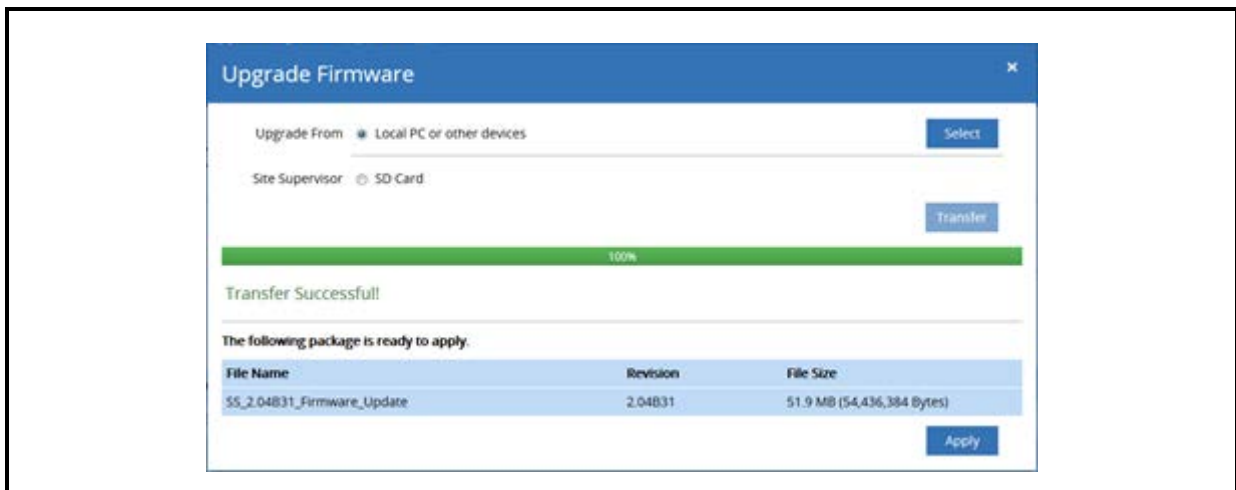 Upgrade Firmware ×
Upgrade From Local PC or other devices Select
Site Supervisor SD Card
Transfer
100%
Transfer Successful!
The following package is ready to apply.
File Name Revision File Size
SS_2.04B31_Firmware_Update 2.04B31 51.9 MB (54,436,384 Bytes)
Apply